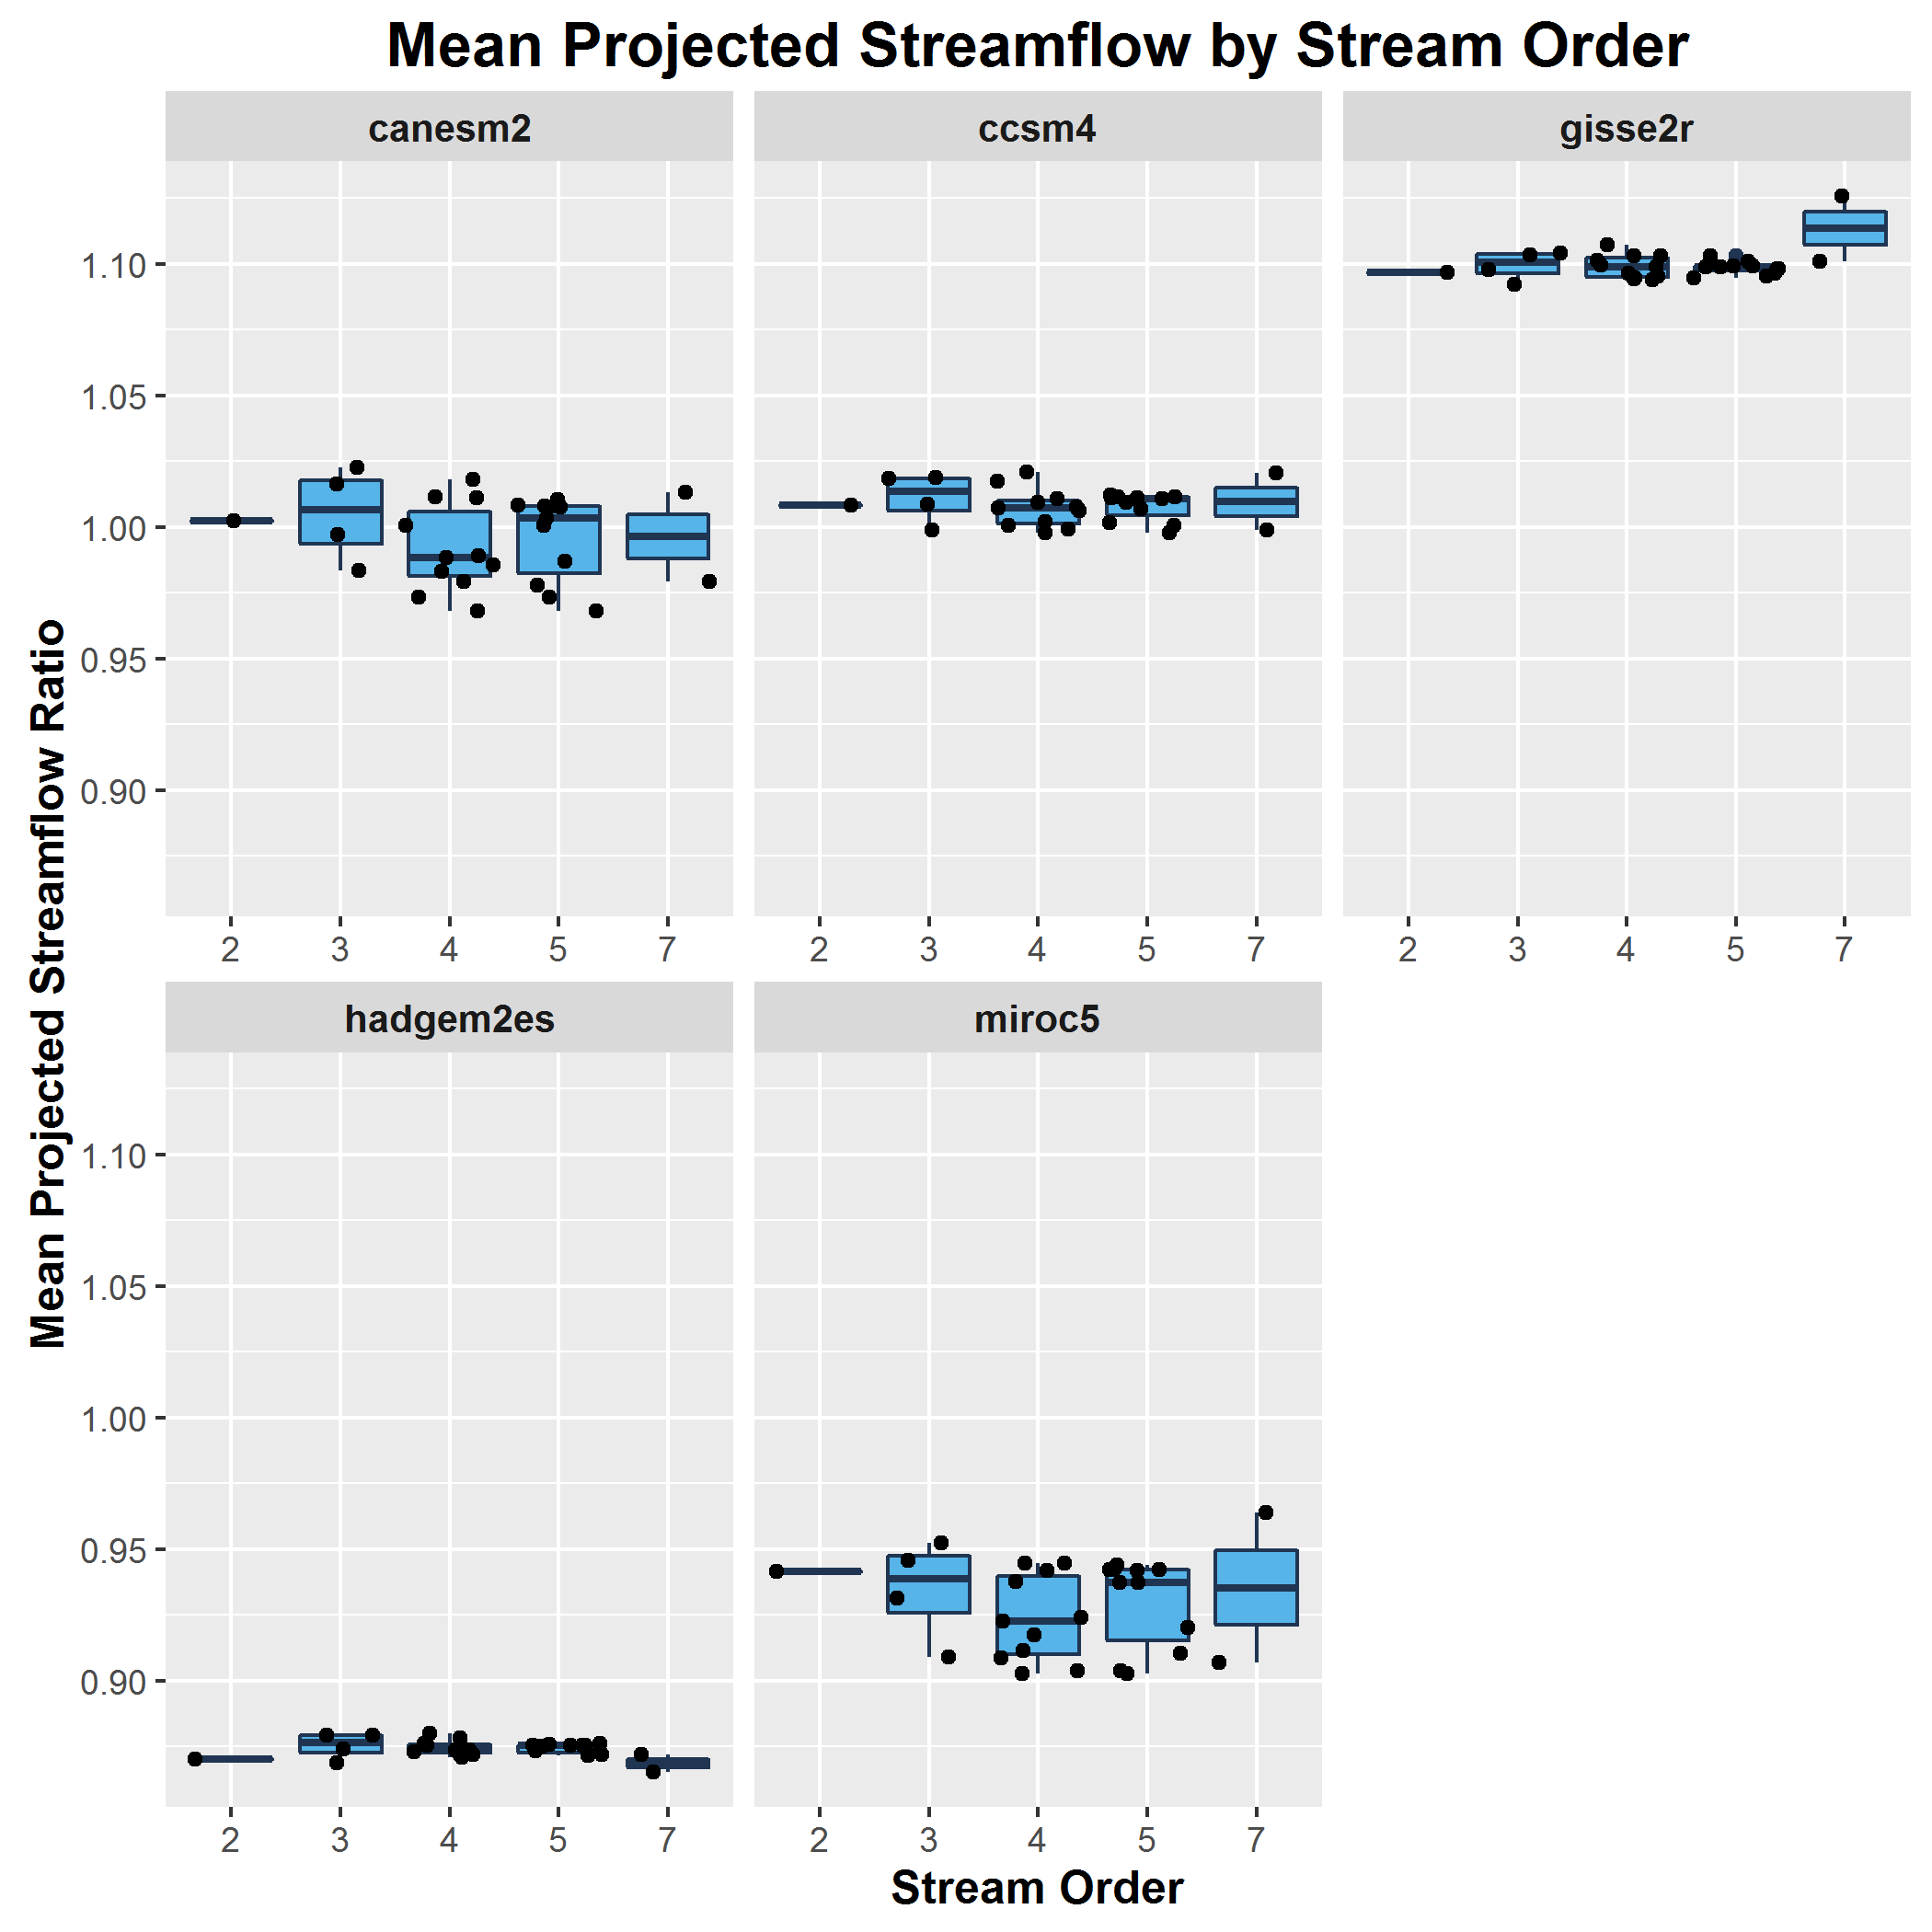 Mean Projected Streamflow by Stream Order
canesm2
ccsm4
gisse2r
Mean Projected Streamflow Ratio
1.10
1.05
1.00
0.95
0.90
2 3 4 5 7
2 3 4 5 7
2 3 4 5 7
hadgem2es
miroc5
1.10
1.05
1.00
0.95
0.90
2 3 4 5 7
2 3 4 5 7
Stream Order